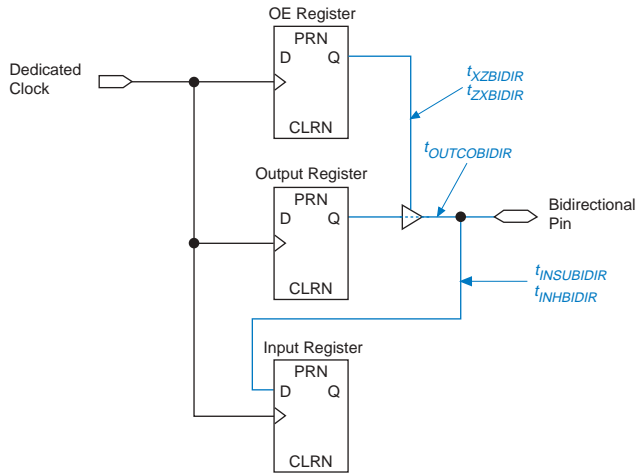 OE Register
PRN
D Q
CLRN
Dedicated
Clock
tXZBIDIR
tZXBIDIR
tOUTCOBIDIR
Output Register
PRN
D Q
CLRN
Bidirectional
Pin
tINSUBIDIR
tINHBIDIR
Input Register
PRN
D Q
CLRN